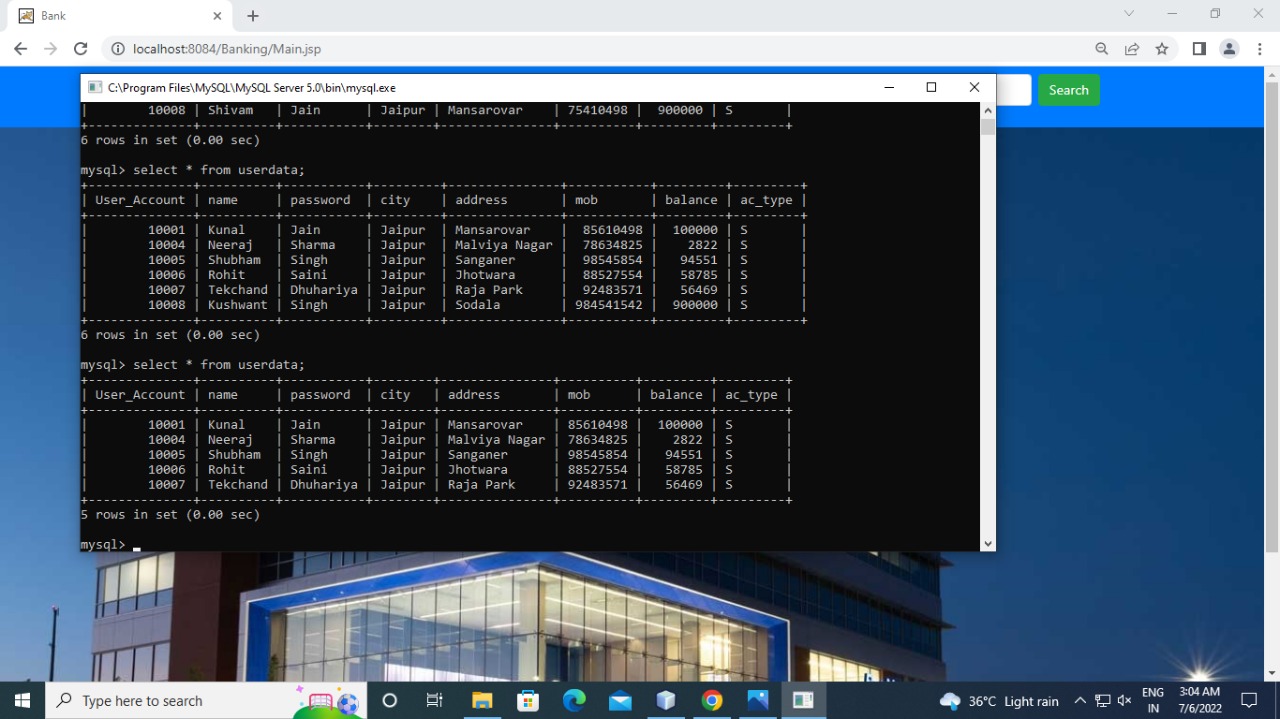 Bank
localhost:8084/Banking/Main.jsp
C:\Program Files\MySQL\MySQL Server 5.0\bin\mysql.exe
Search
| 10008 | Shivam | Jain | Jaipur | Mansarovar | 75410498 | 900000 | S |
6 rows in set (0.00 sec)
mysql> select * from userdata;
| User_Account | name | password | city | address | mob | balance | ac_type |
| 10001 | Kunal | Jain | Jaipur | Mansarovar | 85610498 | 100000 | S |
| 10004 | Neeraj | Sharma | Jaipur | Malviya Nagar | 78634825 | 2822 | S |
| 10005 | Shubham | Singh | Jaipur | Sanganer | 98545854 | 94551 | S |
| 10006 | Rohit | Saini | Jaipur | Jhotwara | 88527554 | 58785 | S |
| 10007 | Tekchand | Dhuhariya | Jaipur | Raja Park | 92483571 | 56469 | S |
| 10008 | Kushwant | Singh | Jaipur | Sodala | 984541542 | 900000 | S |
6 rows in set (0.00 sec)
mysql> select * from userdata;
| User_Account | name | password | city | address | mob | balance | ac_type |
| 10001 | Kunal | Jain | Jaipur | Mansarovar | 85610498 | 100000 | S |
| 10004 | Neeraj | Sharma | Jaipur | Malviya Nagar | 78634825 | 2822 | S |
| 10005 | Shubham | Singh | Jaipur | Sanganer | 98545854 | 94551 | S |
| 10006 | Rohit | Saini | Jaipur | Jhotwara | 88527554 | 58785 | S |
| 10007 | Tekchand | Dhuhariya | Jaipur | Raja Park | 92483571 | 56469 | S |
5 rows in set (0.00 sec)
mysql>
Type here to search
36°C Light rain
ENG
IN
3:04 AM
7/6/2022